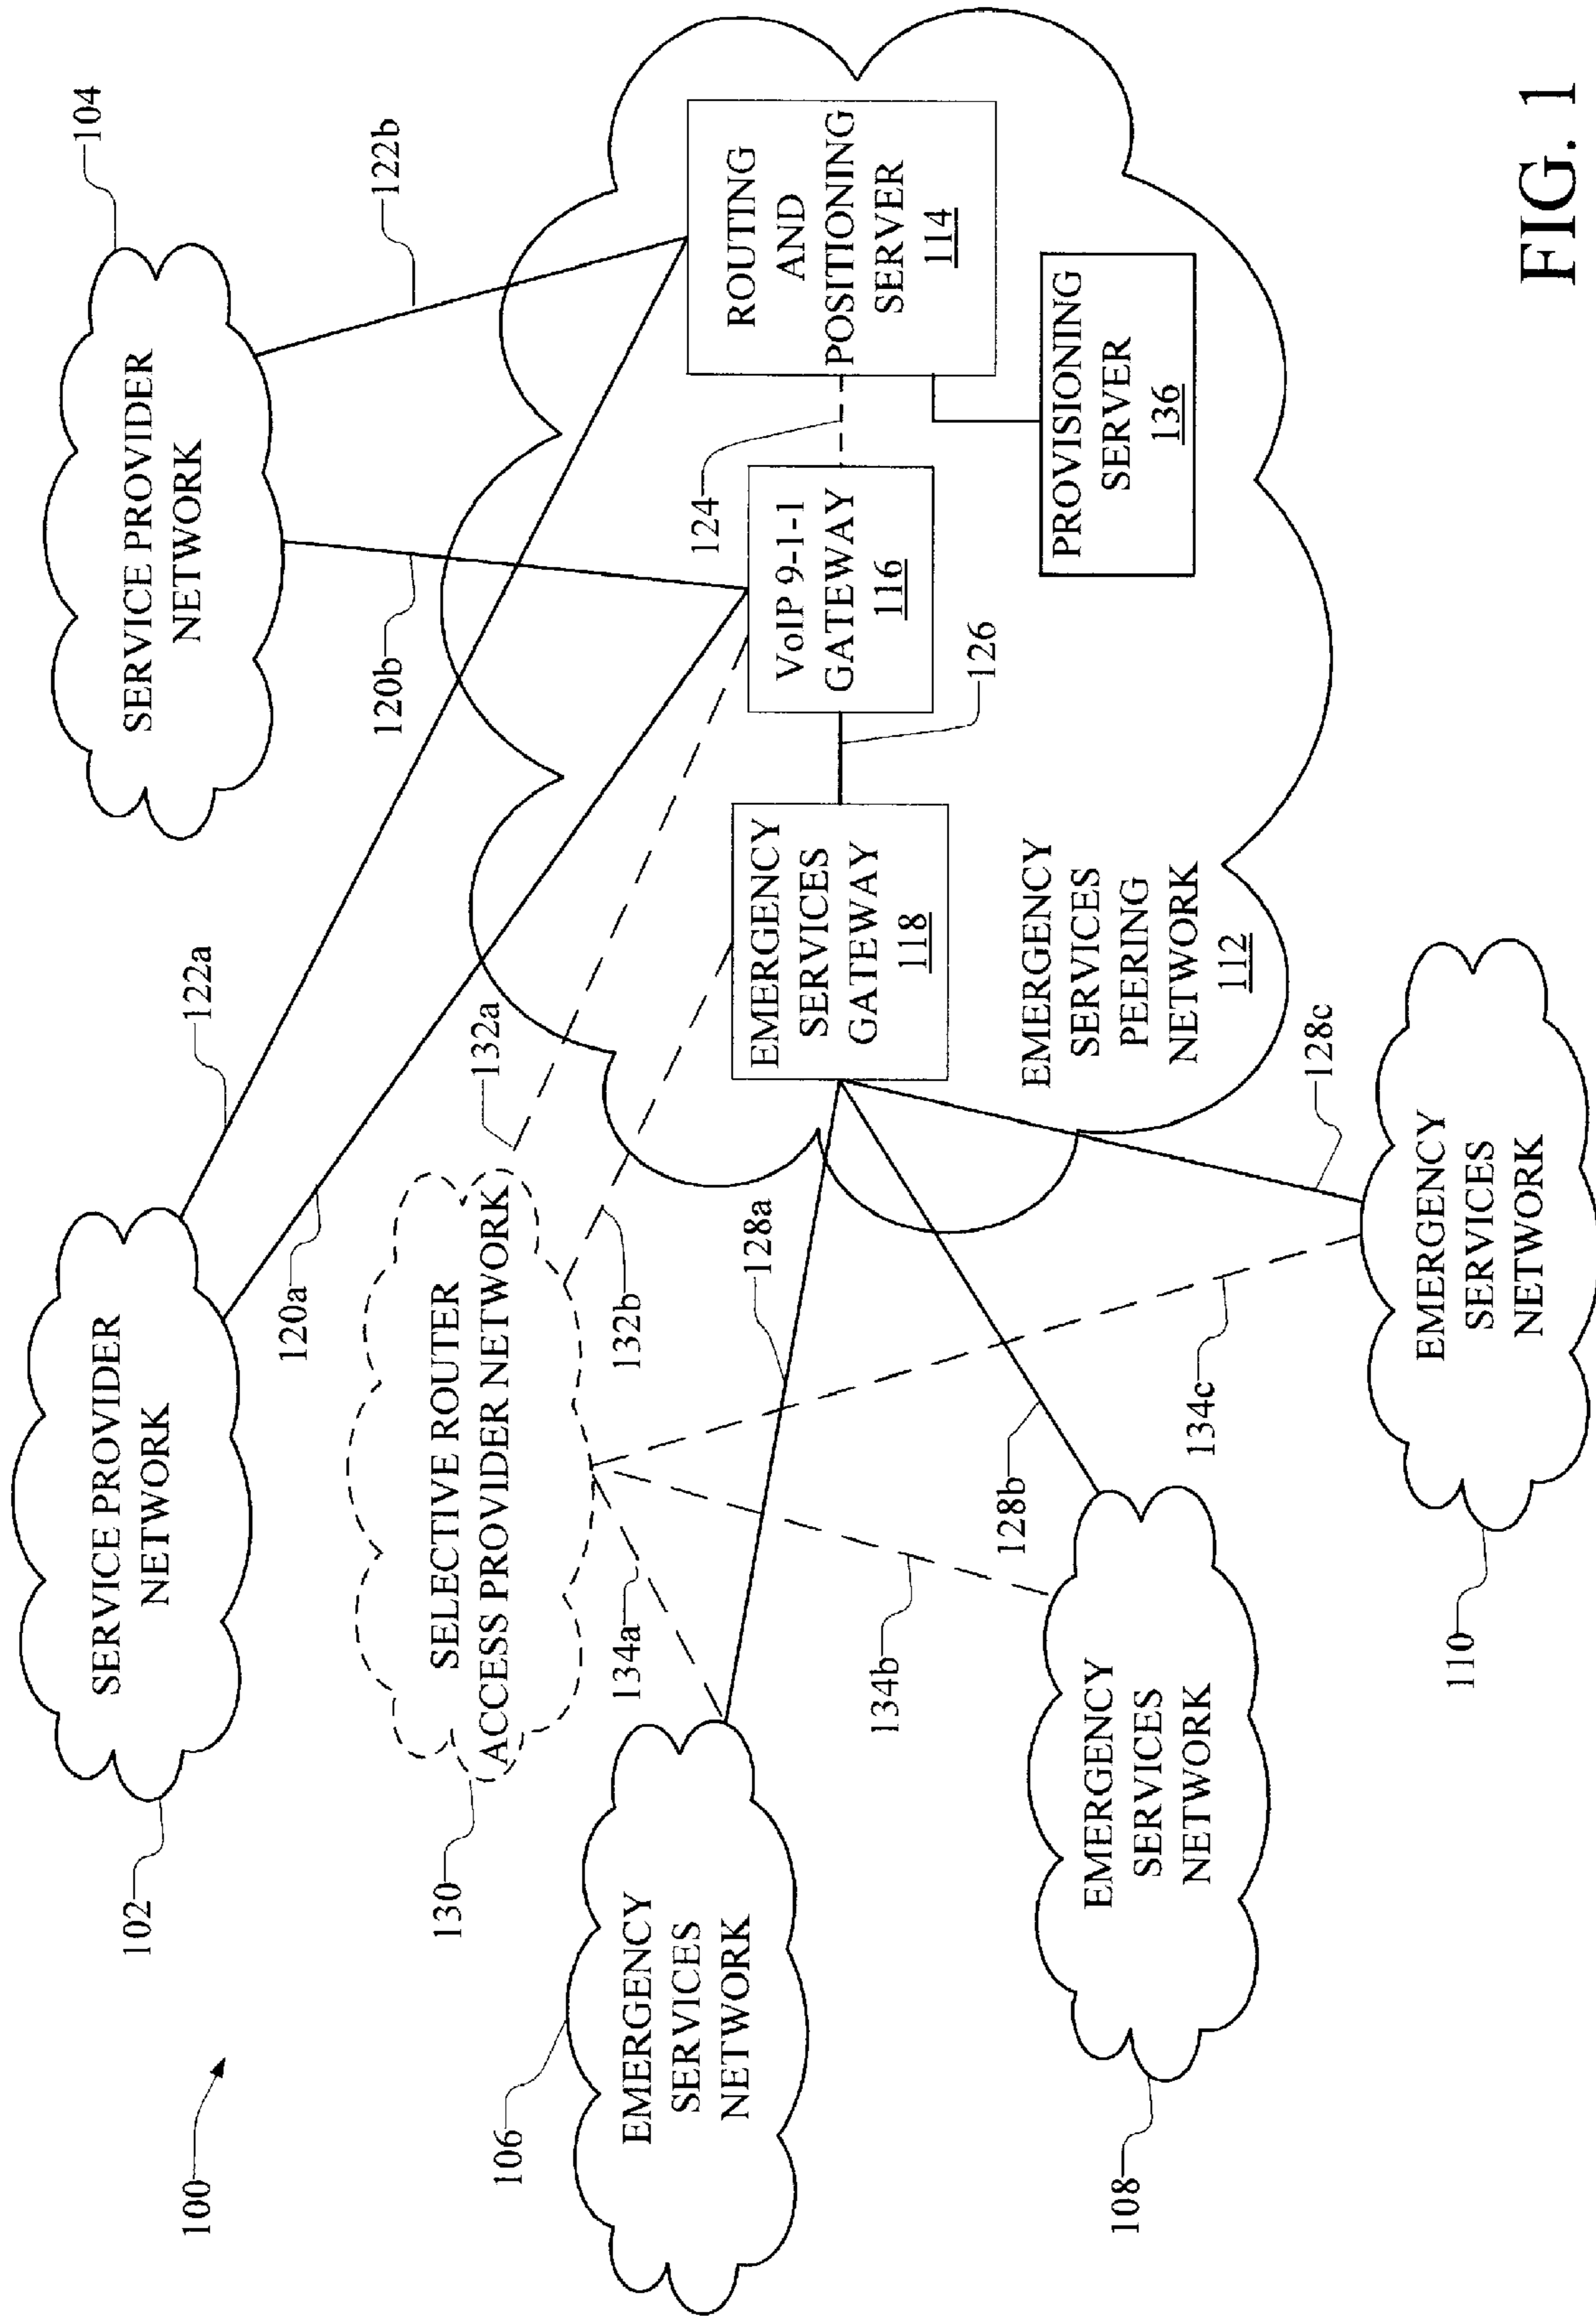 100
102
SERVICE PROVIDER
NETWORK
122a
120a
104
SERVICE PROVIDER
NETWORK
122b
120b
130
SELECTIVE ROUTER
ACCESS PROVIDER NETWORK
132a
132b
134a
134b
134c
106
EMERGENCY
SERVICES
NETWORK
128a
108
EMERGENCY
SERVICES
NETWORK
128b
110
EMERGENCY
SERVICES
NETWORK
128c
EMERGENCY
SERVICES
GATEWAY
118
126
VoIP 9-1-1
GATEWAY
116
124
ROUTING
AND
POSITIONING
SERVER
114
PROVISIONING
SERVER
136
EMERGENCY
SERVICES
PEERING
NETWORK
112
FIG. 1